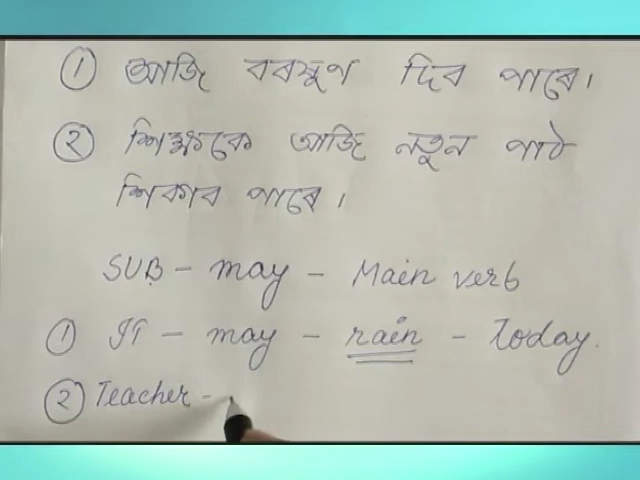 ① আজি বৰষুণ দিব পাৰে।
② শিক্ষকে আজি নতুন পাঠ
শিকাব পাৰে।
SUB - may - Main verb
① IT - may - rain - Today.
② Teacher -